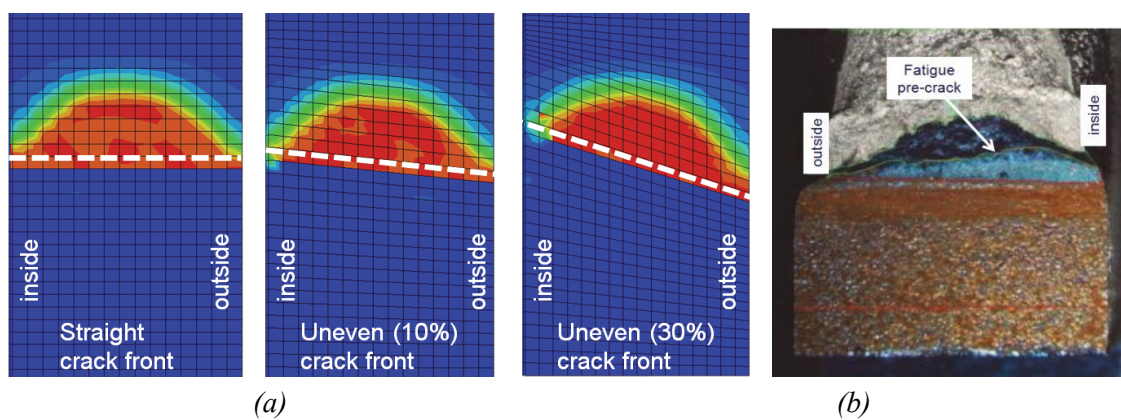 inside
outside
Straight
crack front
inside
outside
Uneven (10%)
crack front
inside
outside
Uneven (30%)
crack front
(a)
Fatigue
pre-crack
outside
inside
(b)